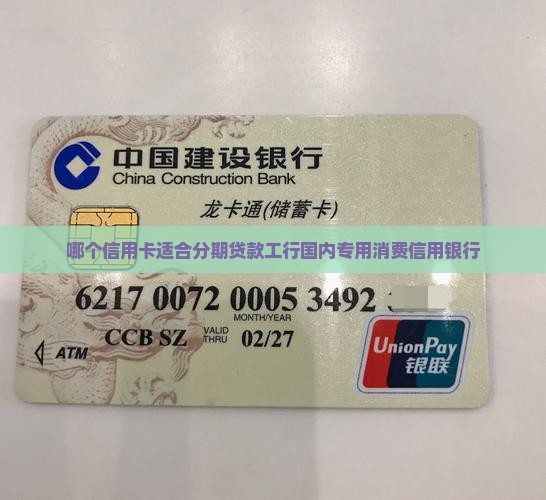 中国建设银行
China Construction Bank
龙卡通(储蓄卡)
哪个信用卡适合分期贷款工行国内专用消费信用银行
6217 0072 0005 3492
MONTH/YEAR
CCB SZ VALID THRU 02/27
ATM
UnionPay
银联